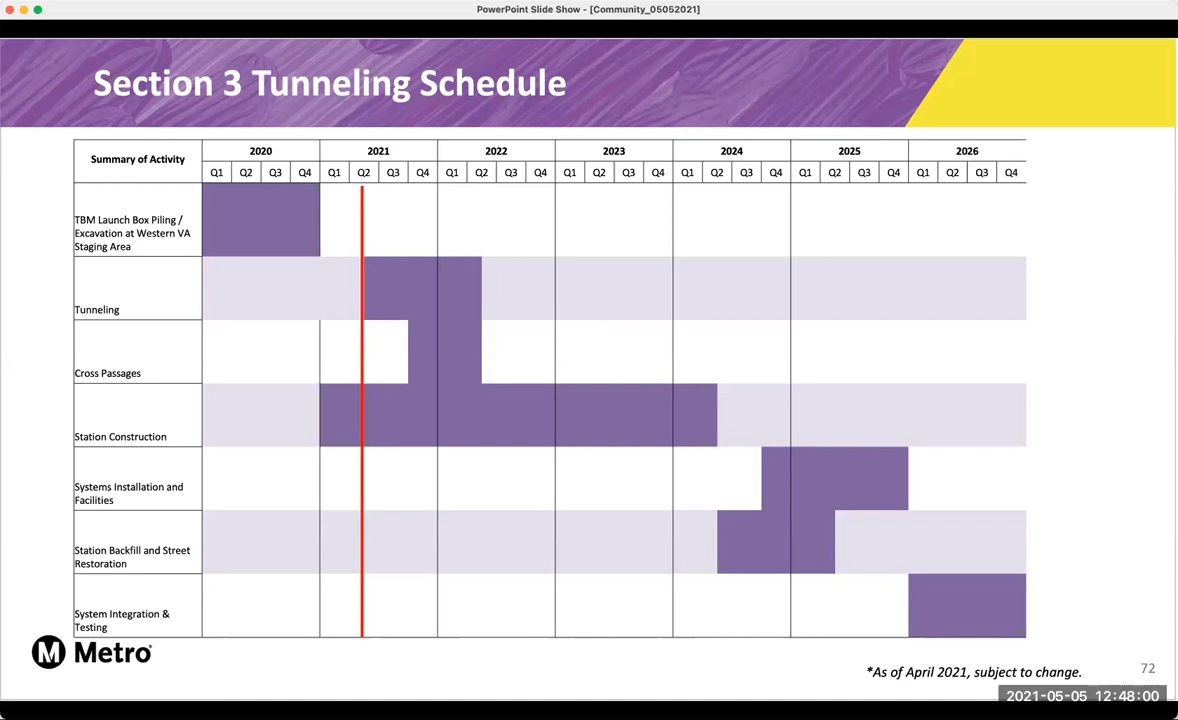 PowerPoint Slide Show - [Community_05052021]
Section 3 Tunneling Schedule
Summary of Activity
2020 2021 2022 2023 2024 2025 2026
Q1 Q2 Q3 Q4 Q1 Q2 Q3 Q4 Q1 Q2 Q3 Q4 Q1 Q2 Q3 Q4 Q1 Q2 Q3 Q4 Q1 Q2 Q3 Q4 Q1 Q2 Q3 Q4
TBM Launch Box Piling /
Excavation at Western VA
Staging Area
Tunneling
Cross Passages
Station Construction
Systems Installation and
Facilities
Station Backfill and Street
Restoration
System Integration &
Testing
M Metro
*As of April 2021, subject to change.
72
2021-05-05 12:48:00